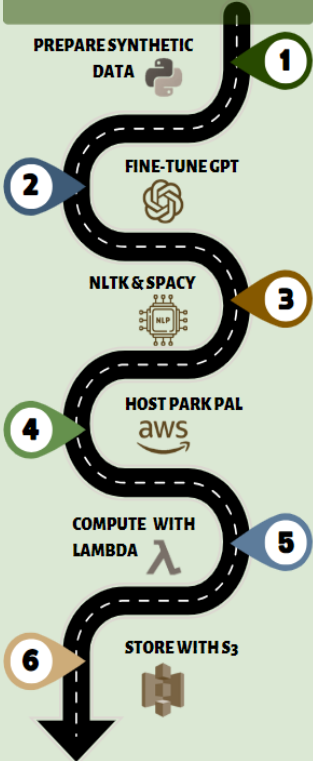 PREPARE SYNTHETIC
DATA
1
2
FINE-TUNE GPT
NLTK & SPACY
NLP
3
HOST PARK PAL
aws
4
COMPUTE WITH
LAMBDA
λ
5
6
STORE WITH S3